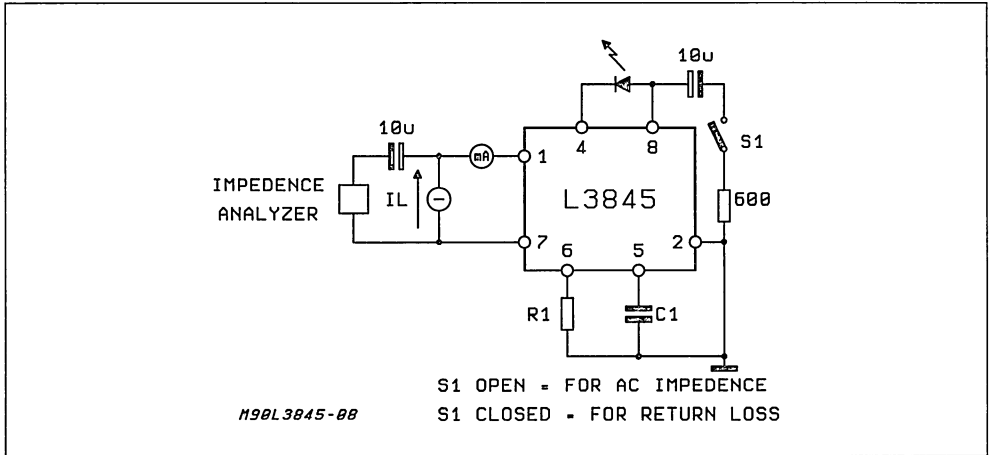 10u
10u
4
8
S1
mA
1
IMPEDENCE
ANALYZER
IL
L3845
600
7
2
6
5
R1
C1
S1 OPEN = FOR AC IMPEDENCE
M90L3845-08
S1 CLOSED = FOR RETURN LOSS